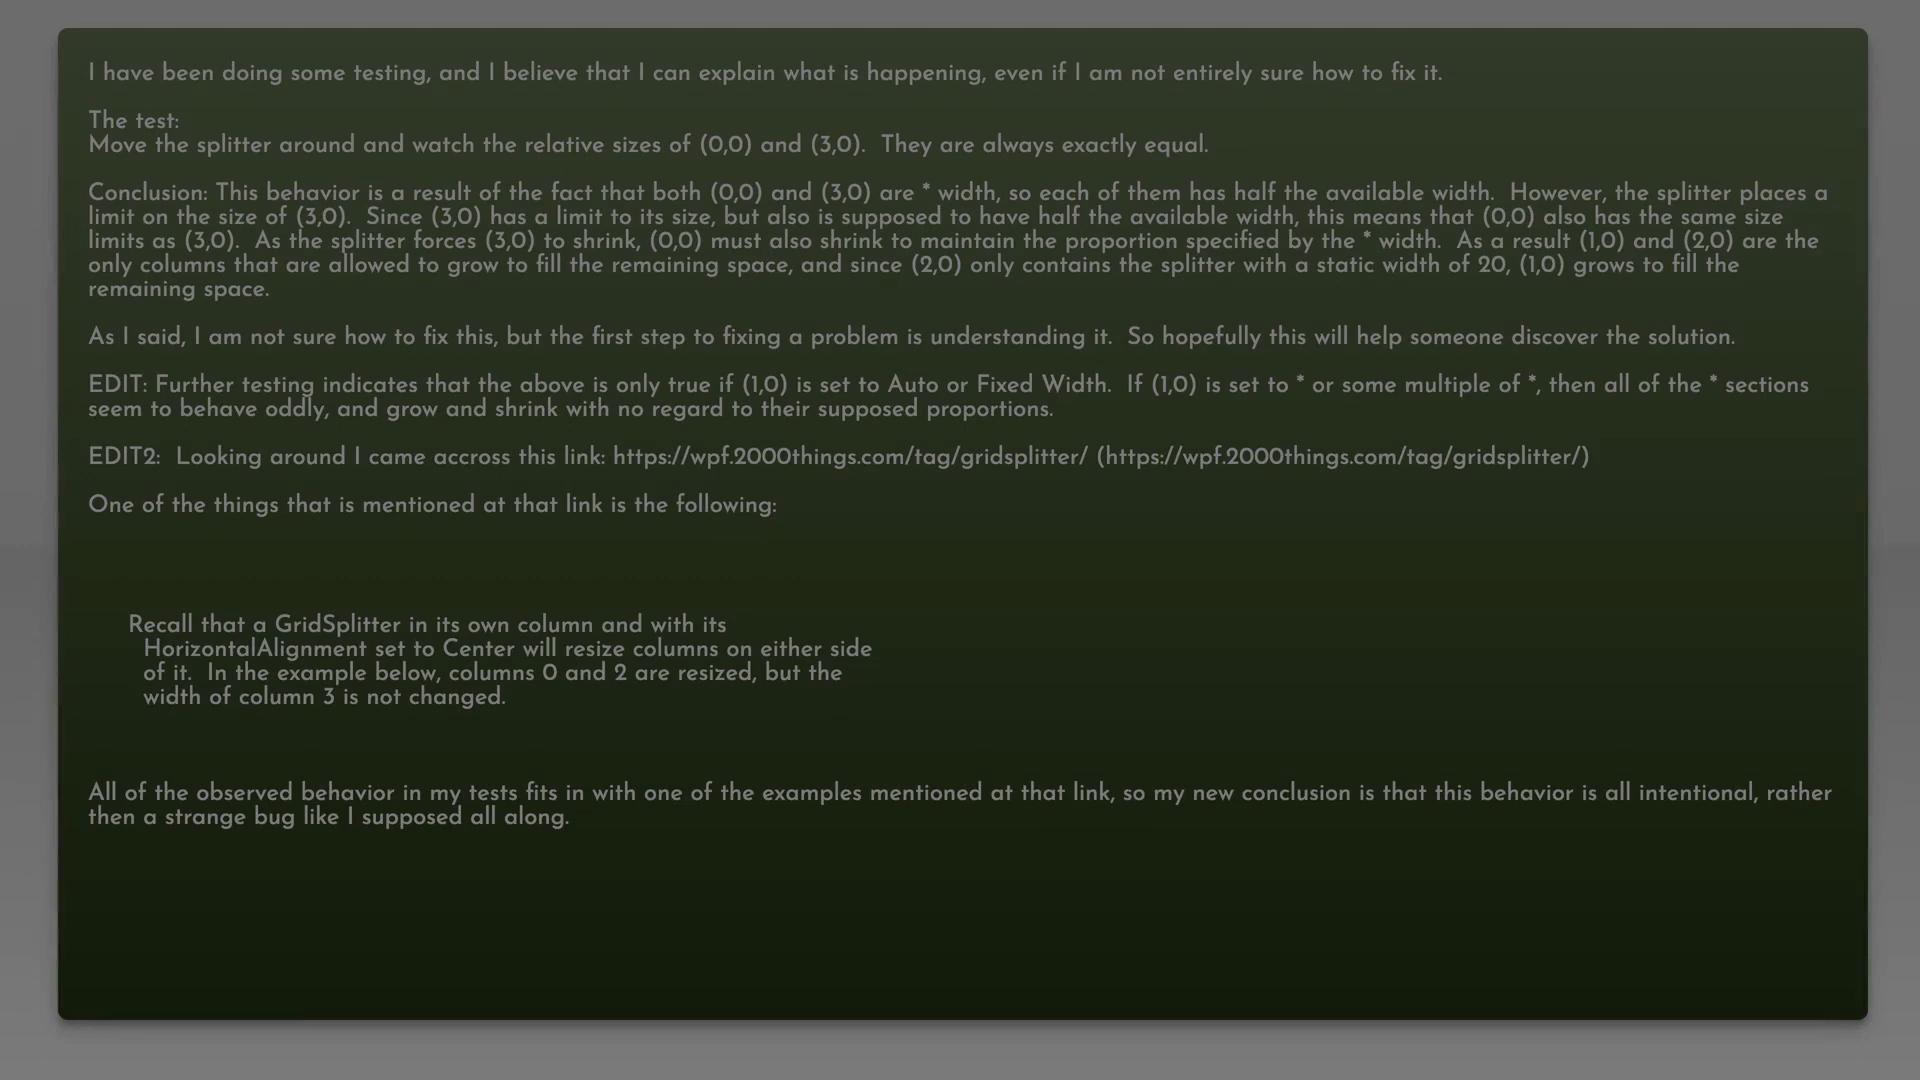 I have been doing some testing, and I believe that I can explain what is happening, even if I am not entirely sure how to fix it.
The test:
Move the splitter around and watch the relative sizes of (0,0) and (3,0).  They are always exactly equal.
Conclusion: This behavior is a result of the fact that both (0,0) and (3,0) are * width, so each of them has half the available width.  However, the splitter places a
limit on the size of (3,0).  Since (3,0) has a limit to its size, but also is supposed to have half the available width, this means that (0,0) also has the same size
limits as (3,0).  As the splitter forces (3,0) to shrink, (0,0) must also shrink to maintain the proportion specified by the * width.  As a result (1,0) and (2,0) are the
only columns that are allowed to grow to fill the remaining space, and since (2,0) only contains the splitter with a static width of 20, (1,0) grows to fill the
remaining space.
As I said, I am not sure how to fix this, but the first step to fixing a problem is understanding it.  So hopefully this will help someone discover the solution.
EDIT: Further testing indicates that the above is only true if (1,0) is set to Auto or Fixed Width.  If (1,0) is set to * or some multiple of *, then all of the * sections
seem to behave oddly, and grow and shrink with no regard to their supposed proportions.
EDIT2:  Looking around I came accross this link: https://wpf.2000things.com/tag/gridsplitter/ (https://wpf.2000things.com/tag/gridsplitter/)
One of the things that is mentioned at that link is the following:
Recall that a GridSplitter in its own column and with its
HorizontalAlignment set to Center will resize columns on either side
of it.  In the example below, columns 0 and 2 are resized, but the
width of column 3 is not changed.
All of the observed behavior in my tests fits in with one of the examples mentioned at that link, so my new conclusion is that this behavior is all intentional, rather
then a strange bug like I supposed all along.